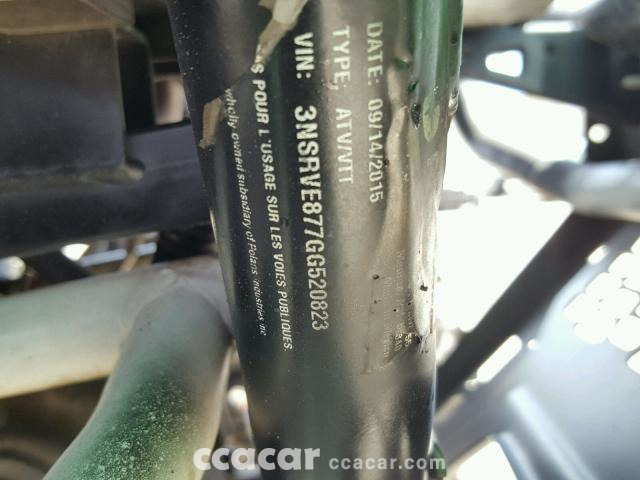 DATE: 09/14/2015
TYPE: ATV/VTT
VIN: 3NSRVE877GG520823
POUR L'USAGE SUR LES VOIES PUBLIQUES.
wholly owned subsidiary of Polaris Industries Inc
ccacar ccacar.com